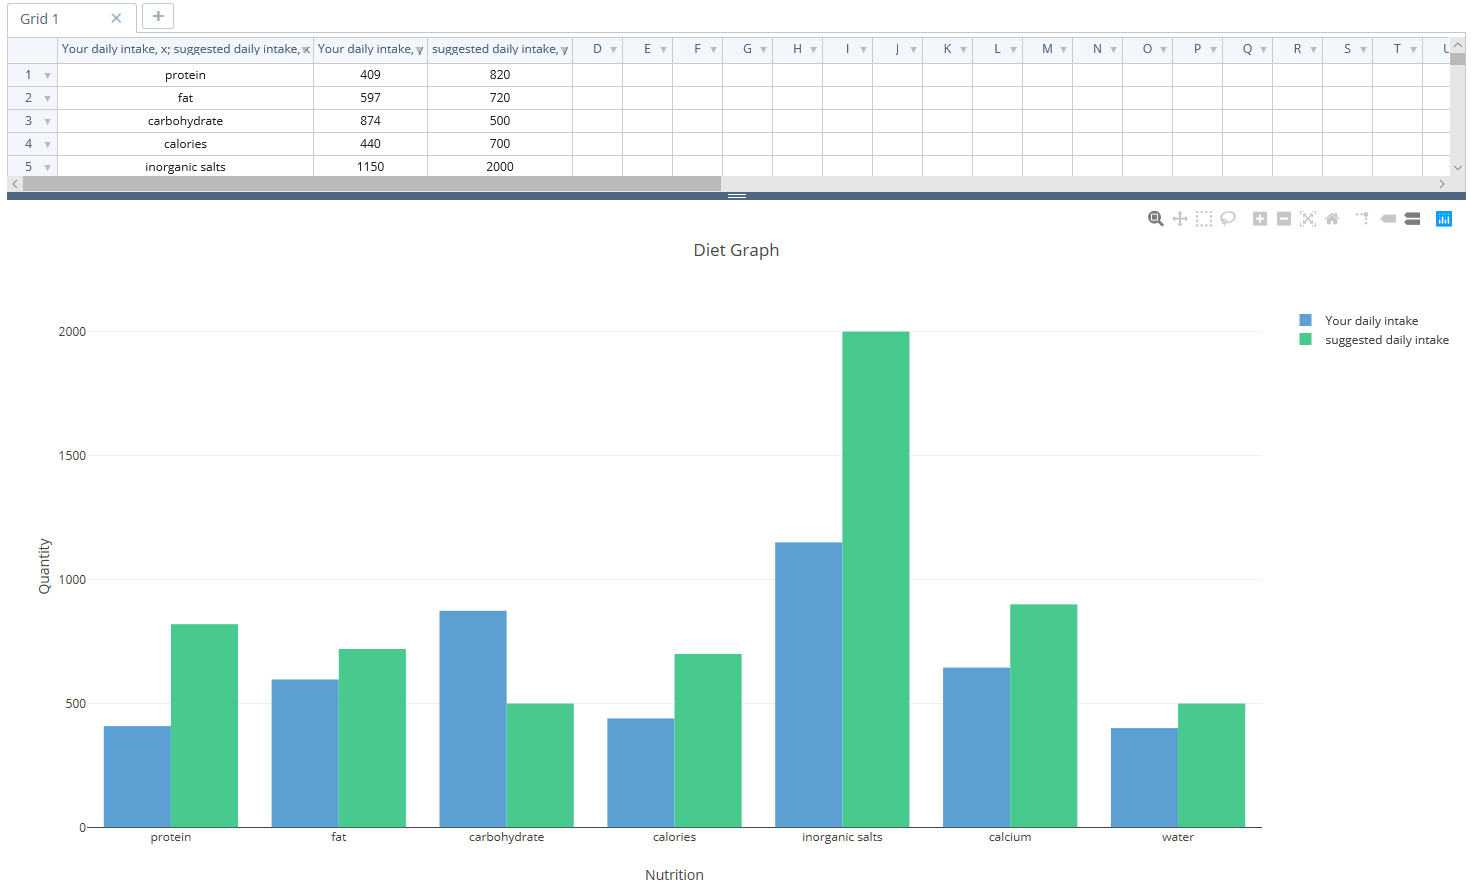 Grid 1
Your daily intake, x; suggested daily intake, x Your daily intake, y suggested daily intake, y D E F G H I J K L M N O P Q R S T U
1 protein 409 820
2 fat 597 720
3 carbohydrate 874 500
4 calories 440 700
5 inorganic salts 1150 2000
Diet Graph
Your daily intake
suggested daily intake
2000
1500
1000
500
0
Quantity
protein fat carbohydrate calories inorganic salts calcium water
Nutrition